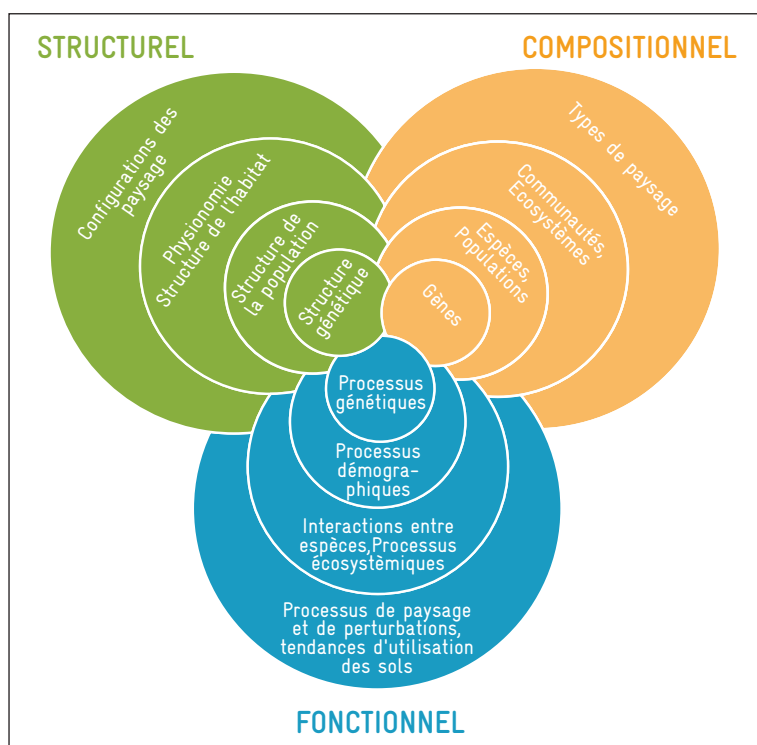 STRUCTUREL
COMPOSITIONNEL
Configurations des
paysage
Physionomie
Structure de l'habitat
Structure de
la population
Structure
génétique
Types de paysage
Communautés,
Ecosystèmes
Espèces,
Populations
Gènes
Processus
génétiques
Processus
démogra-
phiques
Interactions entre
espèces,Processus
écosystèmiques
Processus de paysage
et de perturbations,
tendances d'utilisation
des sols
FONCTIONNEL